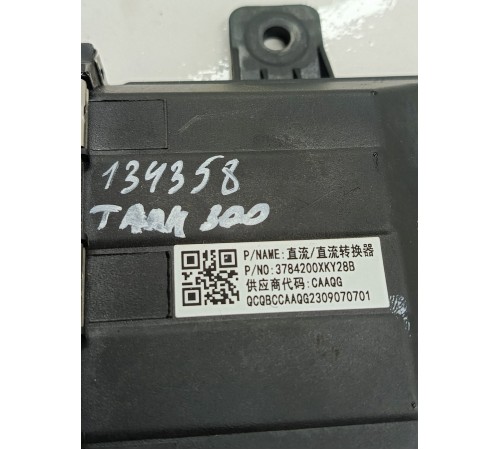 134358
TANK 300
P/NAME: 直流/直流转换器
P/NO:3784200XKY28B
供应商代码:CAAQG
QCQBCCAAQG2309070701